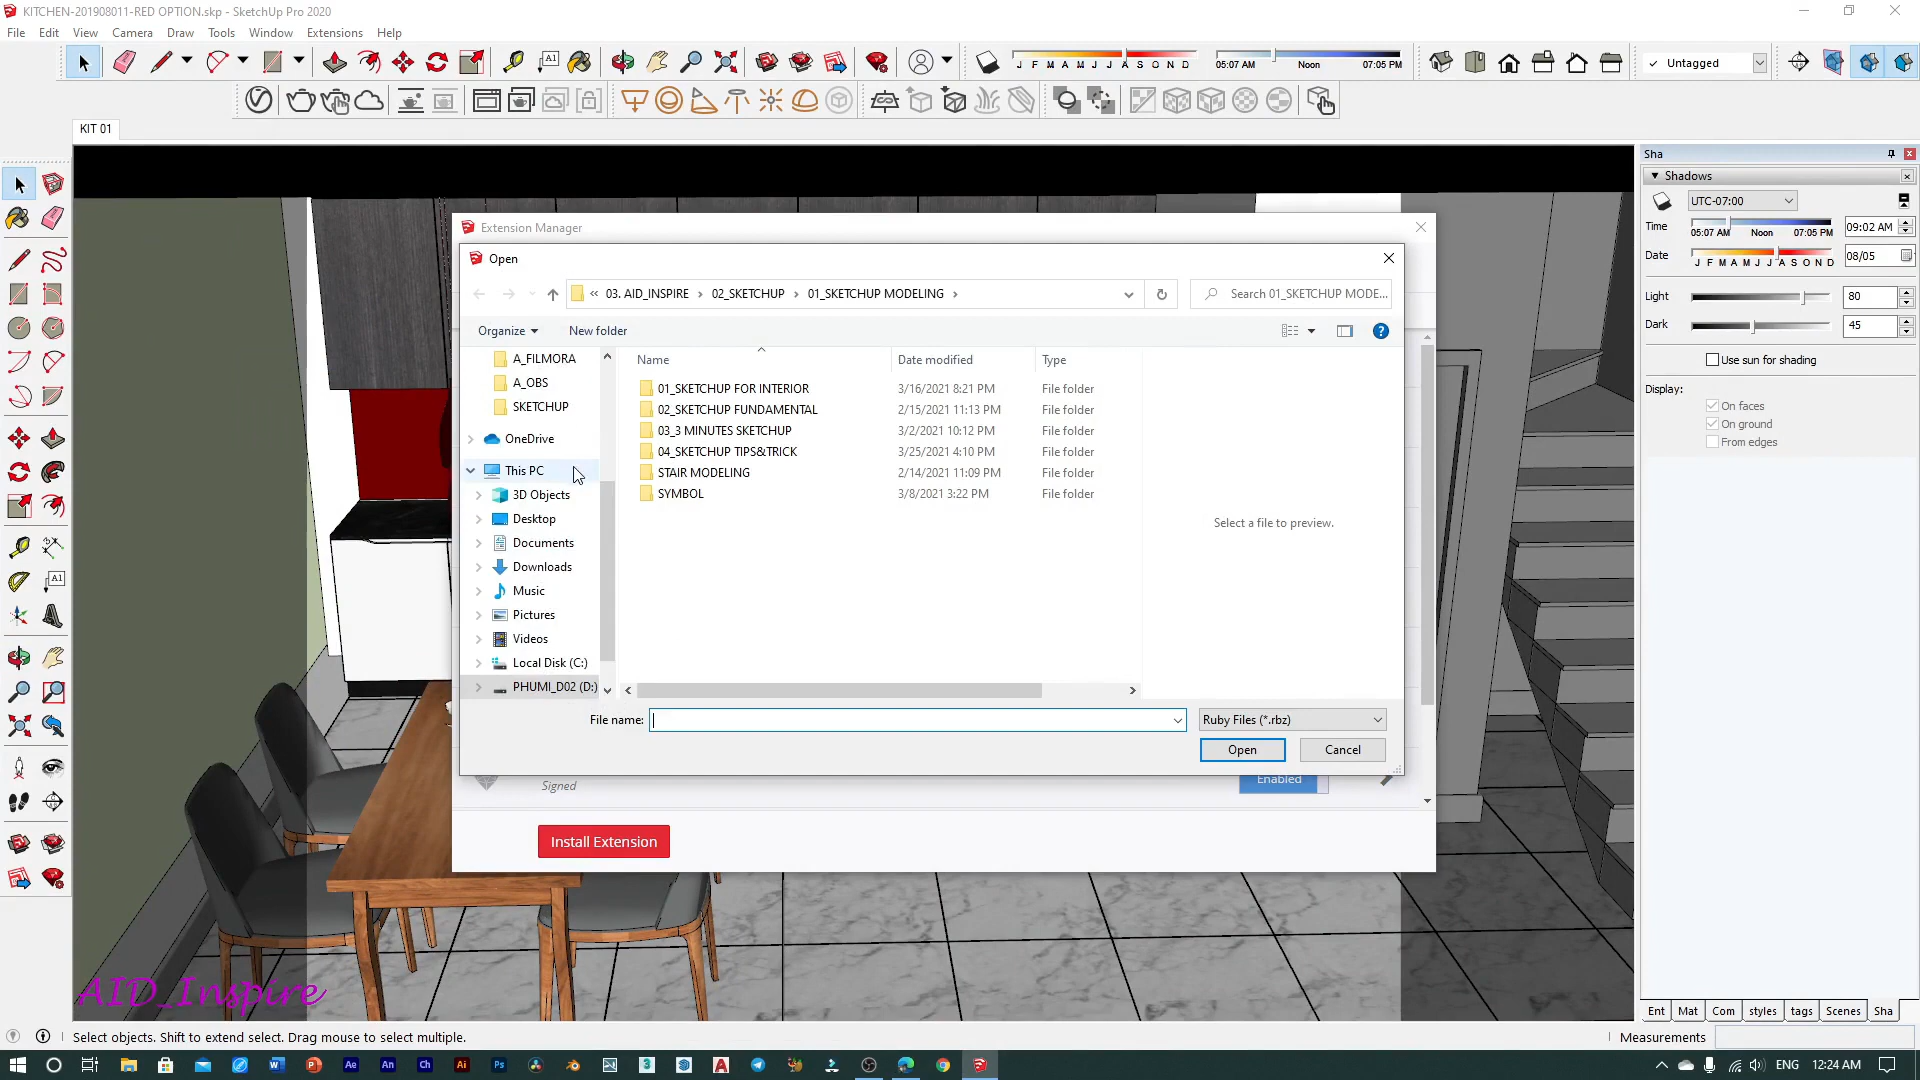 KITCHEN-201908011-RED OPTION.skp - SketchUp Pro 2020
File Edit View Camera Draw Tools Window Extensions Help
A1
J F M A M J J A S O N D
05:07 AM Noon 07:05 PM
Untagged
KIT 01
Sha
Shadows
UTC-07:00
Time
05:07 AM Noon 07:05 PM
09:02 AM
Date
J F M A M J J A S O N D
08/05
Light
80
Dark
45
Use sun for shading
Display:
On faces
On ground
From edges
Extension Manager
Open
« 03. AID_INSPIRE › 02_SKETCHUP › 01_SKETCHUP MODELING ›
Search 01_SKETCHUP MODE...
Organize
New folder
A_FILMORA
A_OBS
SKETCHUP
OneDrive
This PC
3D Objects
Desktop
Documents
Downloads
Music
Pictures
Videos
Local Disk (C:)
PHUMI_D02 (D:)
Name Date modified Type
01_SKETCHUP FOR INTERIOR 3/16/2021 8:21 PM File folder
02_SKETCHUP FUNDAMENTAL 2/15/2021 11:13 PM File folder
03_3 MINUTES SKETCHUP 3/2/2021 10:12 PM File folder
04_SKETCHUP TIPS&TRICK 3/25/2021 4:10 PM File folder
STAIR MODELING 2/14/2021 11:09 PM File folder
SYMBOL 3/8/2021 3:22 PM File folder
Select a file to preview.
File name:
Ruby Files (*.rbz)
Open
Cancel
Signed
Enabled
Install Extension
A1
AID_Inspire
Ent Mat Com styles tags Scenes Sha
Select objects. Shift to extend select. Drag mouse to select multiple.
Measurements
Ae An Ch Ai Ps
ENG 12:24 AM